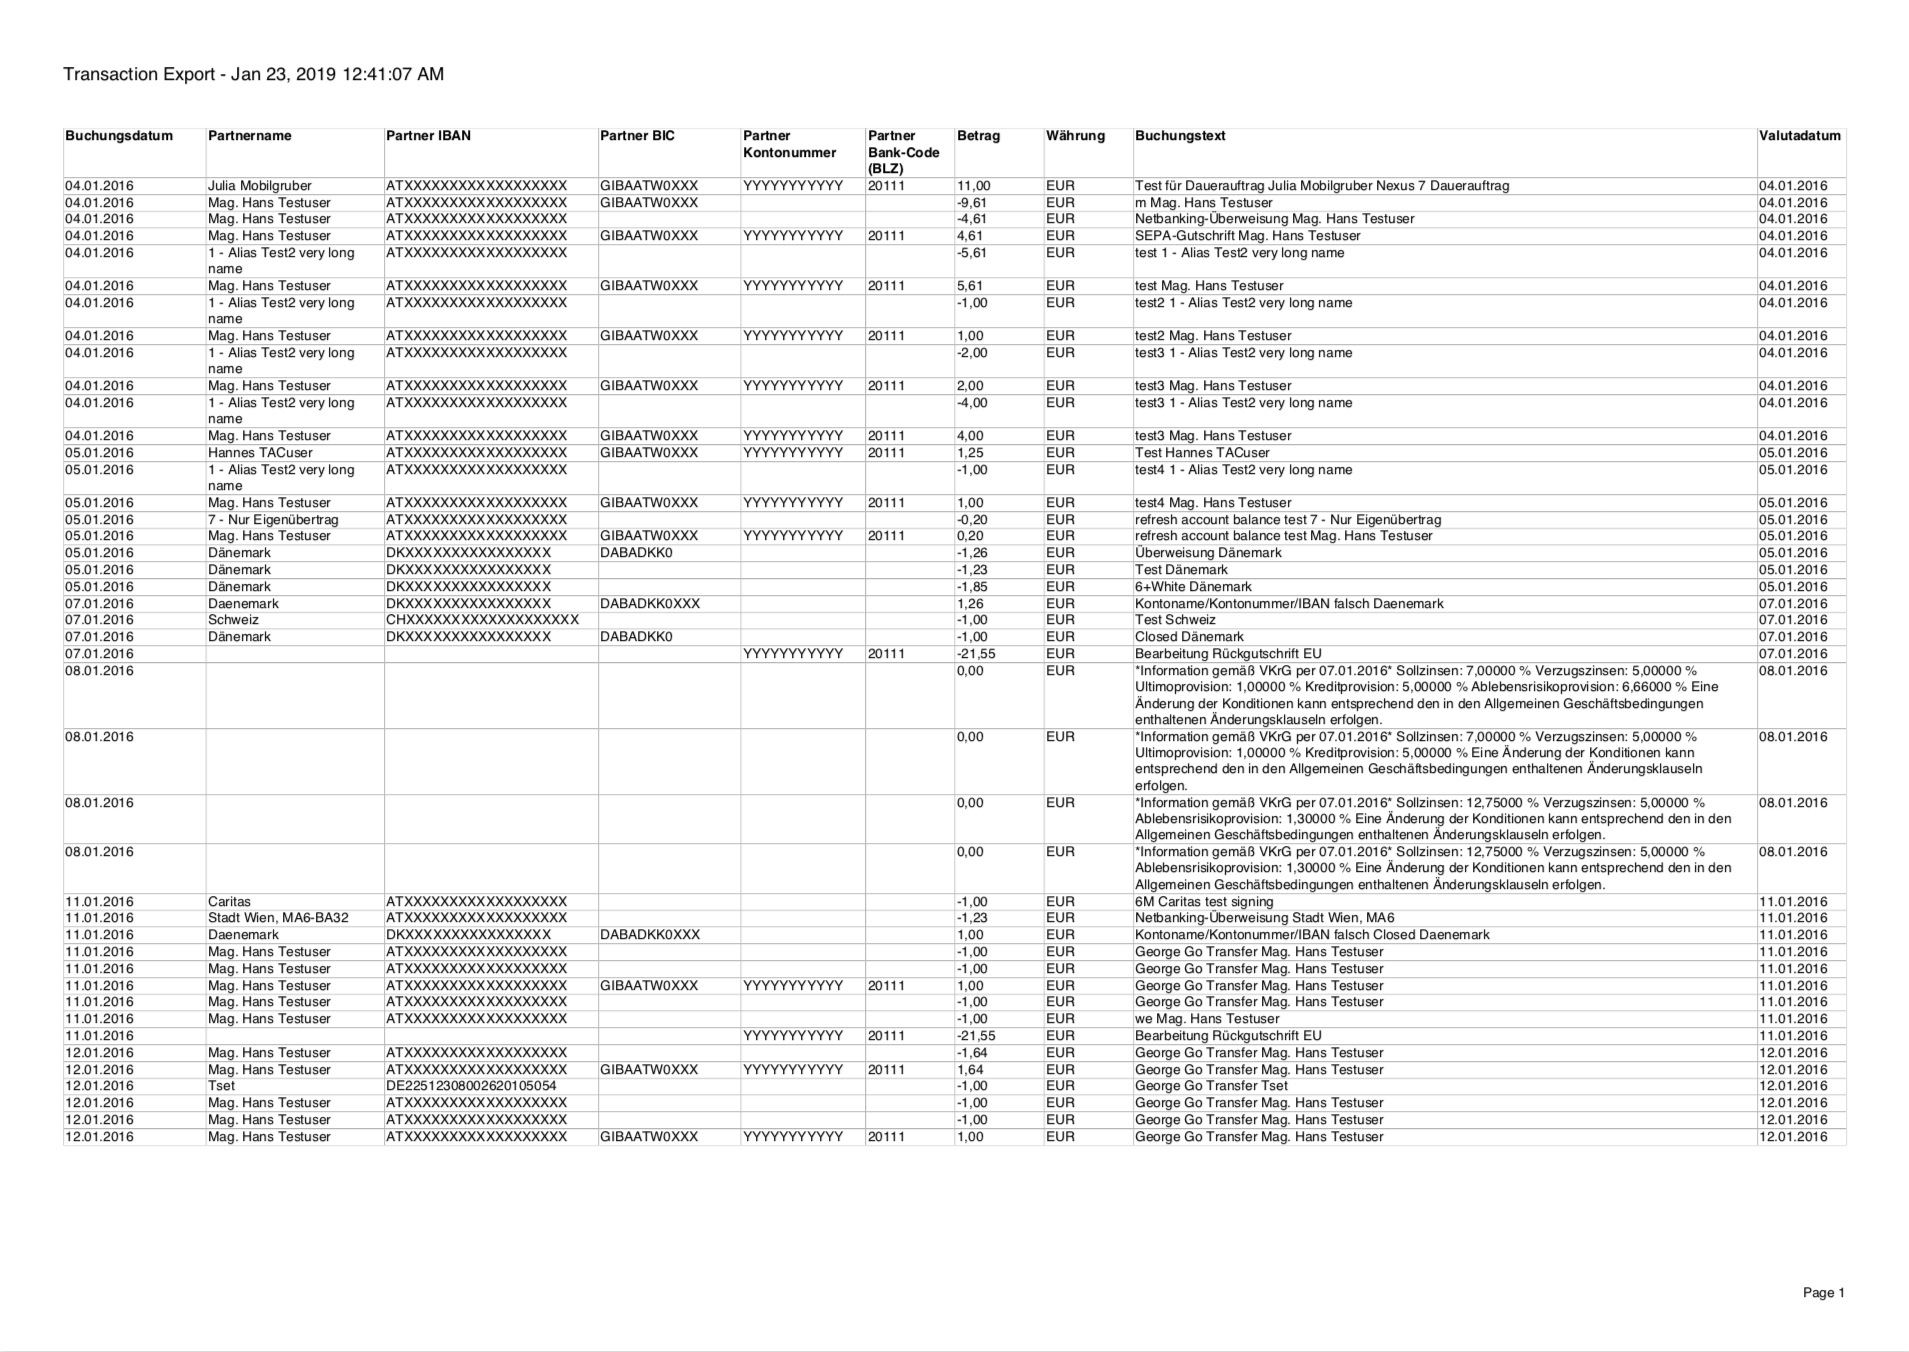 Transaction Export - Jan 23, 2019 12:41:07 AM
Buchungsdatum Partnername Partner IBAN Partner BIC Partner Kontonummer Partner Bank-Code (BLZ) Betrag Währung Buchungstext Valutadatum
04.01.2016 Julia Mobilgruber ATXXXXXXXXXXXXXXXXXX GIBAATW0XXX YYYYYYYYYYY 20111 11,00 EUR Test für Dauerauftrag Julia Mobilgruber Nexus 7 Dauerauftrag 04.01.2016
04.01.2016 Mag. Hans Testuser ATXXXXXXXXXXXXXXXXXX GIBAATW0XXX -9,61 EUR m Mag. Hans Testuser 04.01.2016
04.01.2016 Mag. Hans Testuser ATXXXXXXXXXXXXXXXXXX -4,61 EUR Netbanking-Überweisung Mag. Hans Testuser 04.01.2016
04.01.2016 Mag. Hans Testuser ATXXXXXXXXXXXXXXXXXX GIBAATW0XXX YYYYYYYYYYY 20111 4,61 EUR SEPA-Gutschrift Mag. Hans Testuser 04.01.2016
04.01.2016 1 - Alias Test2 very long name ATXXXXXXXXXXXXXXXXXX -5,61 EUR test 1 - Alias Test2 very long name 04.01.2016
04.01.2016 Mag. Hans Testuser ATXXXXXXXXXXXXXXXXXX GIBAATW0XXX YYYYYYYYYYY 20111 5,61 EUR test Mag. Hans Testuser 04.01.2016
04.01.2016 1 - Alias Test2 very long name ATXXXXXXXXXXXXXXXXXX -1,00 EUR test2 1 - Alias Test2 very long name 04.01.2016
04.01.2016 Mag. Hans Testuser ATXXXXXXXXXXXXXXXXXX GIBAATW0XXX YYYYYYYYYYY 20111 1,00 EUR test2 Mag. Hans Testuser 04.01.2016
04.01.2016 1 - Alias Test2 very long name ATXXXXXXXXXXXXXXXXXX -2,00 EUR test3 1 - Alias Test2 very long name 04.01.2016
04.01.2016 Mag. Hans Testuser ATXXXXXXXXXXXXXXXXXX GIBAATW0XXX YYYYYYYYYYY 20111 2,00 EUR test3 Mag. Hans Testuser 04.01.2016
04.01.2016 1 - Alias Test2 very long name ATXXXXXXXXXXXXXXXXXX -4,00 EUR test3 1 - Alias Test2 very long name 04.01.2016
04.01.2016 Mag. Hans Testuser ATXXXXXXXXXXXXXXXXXX GIBAATW0XXX YYYYYYYYYYY 20111 4,00 EUR test3 Mag. Hans Testuser 04.01.2016
05.01.2016 Hannes TACuser ATXXXXXXXXXXXXXXXXXX GIBAATW0XXX YYYYYYYYYYY 20111 1,25 EUR Test Hannes TACuser 05.01.2016
05.01.2016 1 - Alias Test2 very long name ATXXXXXXXXXXXXXXXXXX -1,00 EUR test4 1 - Alias Test2 very long name 05.01.2016
05.01.2016 Mag. Hans Testuser ATXXXXXXXXXXXXXXXXXX GIBAATW0XXX YYYYYYYYYYY 20111 1,00 EUR test4 Mag. Hans Testuser 05.01.2016
05.01.2016 7 - Nur Eigenübertrag ATXXXXXXXXXXXXXXXXXX -0,20 EUR refresh account balance test 7 - Nur Eigenübertrag 05.01.2016
05.01.2016 Mag. Hans Testuser ATXXXXXXXXXXXXXXXXXX GIBAATW0XXX YYYYYYYYYYY 20111 0,20 EUR refresh account balance test Mag. Hans Testuser 05.01.2016
05.01.2016 Dänemark DKXXXXXXXXXXXXXXXX DABADKK0 -1,26 EUR Überweisung Dänemark 05.01.2016
05.01.2016 Dänemark DKXXXXXXXXXXXXXXXX -1,23 EUR Test Dänemark 05.01.2016
05.01.2016 Dänemark DKXXXXXXXXXXXXXXXX -1,85 EUR 6+White Dänemark 05.01.2016
07.01.2016 Daenemark DKXXXXXXXXXXXXXXXX DABADKK0XXX 1,26 EUR Kontoname/Kontonummer/IBAN falsch Daenemark 07.01.2016
07.01.2016 Schweiz CHXXXXXXXXXXXXXXXXXXX -1,00 EUR Test Schweiz 07.01.2016
07.01.2016 Dänemark DKXXXXXXXXXXXXXXXX DABADKK0 -1,00 EUR Closed Dänemark 07.01.2016
07.01.2016 YYYYYYYYYYY 20111 -21,55 EUR Bearbeitung Rückgutschrift EU 07.01.2016
08.01.2016 0,00 EUR *Information gemäß VKrG per 07.01.2016* Sollzinsen: 7,00000 % Verzugszinsen: 5,00000 % 08.01.2016
Ultimoprovision: 1,00000 % Kreditprovision: 5,00000 % Ablebensrisikoprovision: 6,66000 % Eine
Änderung der Konditionen kann entsprechend den in den Allgemeinen Geschäftsbedingungen
enthaltenen Änderungsklauseln erfolgen.
08.01.2016 0,00 EUR *Information gemäß VKrG per 07.01.2016* Sollzinsen: 7,00000 % Verzugszinsen: 5,00000 % 08.01.2016
Ultimoprovision: 1,00000 % Kreditprovision: 5,00000 % Eine Änderung der Konditionen kann
entsprechend den in den Allgemeinen Geschäftsbedingungen enthaltenen Änderungsklauseln
erfolgen.
08.01.2016 0,00 EUR *Information gemäß VKrG per 07.01.2016* Sollzinsen: 12,75000 % Verzugszinsen: 5,00000 % 08.01.2016
Ablebensrisikoprovision: 1,30000 % Eine Änderung der Konditionen kann entsprechend den in den
Allgemeinen Geschäftsbedingungen enthaltenen Änderungsklauseln erfolgen.
08.01.2016 0,00 EUR *Information gemäß VKrG per 07.01.2016* Sollzinsen: 12,75000 % Verzugszinsen: 5,00000 % 08.01.2016
Ablebensrisikoprovision: 1,30000 % Eine Änderung der Konditionen kann entsprechend den in den
Allgemeinen Geschäftsbedingungen enthaltenen Änderungsklauseln erfolgen.
11.01.2016 Caritas ATXXXXXXXXXXXXXXXXXX -1,00 EUR 6M Caritas test signing 11.01.2016
11.01.2016 Stadt Wien, MA6-BA32 ATXXXXXXXXXXXXXXXXXX -1,23 EUR Netbanking-Überweisung Stadt Wien, MA6 11.01.2016
11.01.2016 Daenemark DKXXXXXXXXXXXXXXXX DABADKK0XXX 1,00 EUR Kontoname/Kontonummer/IBAN falsch Closed Daenemark 11.01.2016
11.01.2016 Mag. Hans Testuser ATXXXXXXXXXXXXXXXXXX -1,00 EUR George Go Transfer Mag. Hans Testuser 11.01.2016
11.01.2016 Mag. Hans Testuser ATXXXXXXXXXXXXXXXXXX -1,00 EUR George Go Transfer Mag. Hans Testuser 11.01.2016
11.01.2016 Mag. Hans Testuser ATXXXXXXXXXXXXXXXXXX GIBAATW0XXX YYYYYYYYYYY 20111 1,00 EUR George Go Transfer Mag. Hans Testuser 11.01.2016
11.01.2016 Mag. Hans Testuser ATXXXXXXXXXXXXXXXXXX -1,00 EUR George Go Transfer Mag. Hans Testuser 11.01.2016
11.01.2016 Mag. Hans Testuser ATXXXXXXXXXXXXXXXXXX -1,00 EUR we Mag. Hans Testuser 11.01.2016
11.01.2016 YYYYYYYYYYY 20111 -21,55 EUR Bearbeitung Rückgutschrift EU 11.01.2016
12.01.2016 Mag. Hans Testuser ATXXXXXXXXXXXXXXXXXX -1,64 EUR George Go Transfer Mag. Hans Testuser 12.01.2016
12.01.2016 Mag. Hans Testuser ATXXXXXXXXXXXXXXXXXX GIBAATW0XXX YYYYYYYYYYY 20111 1,64 EUR George Go Transfer Mag. Hans Testuser 12.01.2016
12.01.2016 Tset DE22512308002620105054 -1,00 EUR George Go Transfer Tset 12.01.2016
12.01.2016 Mag. Hans Testuser ATXXXXXXXXXXXXXXXXXX -1,00 EUR George Go Transfer Mag. Hans Testuser 12.01.2016
12.01.2016 Mag. Hans Testuser ATXXXXXXXXXXXXXXXXXX -1,00 EUR George Go Transfer Mag. Hans Testuser 12.01.2016
12.01.2016 Mag. Hans Testuser ATXXXXXXXXXXXXXXXXXX GIBAATW0XXX YYYYYYYYYYY 20111 1,00 EUR George Go Transfer Mag. Hans Testuser 12.01.2016
Page 1